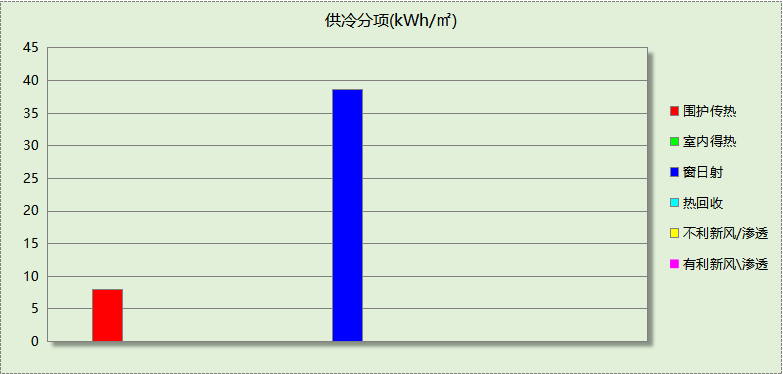 供冷分项(kWh/㎡)
45
40
35
30
25
20
15
10
5
0
围护传热
室内得热
窗日射
热回收
不利新风/渗透
有利新风\渗透